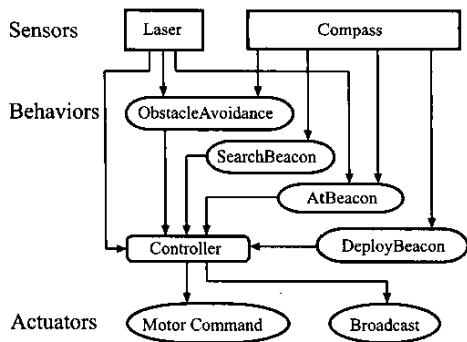 Sensors
Laser
Compass
Behaviors
ObstacleAvoidance
SearchBeacon
AtBeacon
Controller
DeployBeacon
Actuators
Motor Command
Broadcast